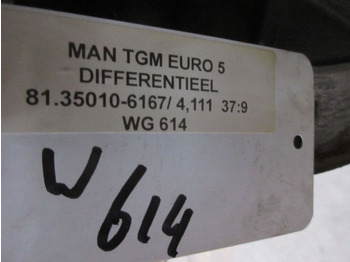 MAN TGM EURO 5
DIFFERENTIEEL
81.35010-6167/ 4,111 37:9
WG 614
W 614